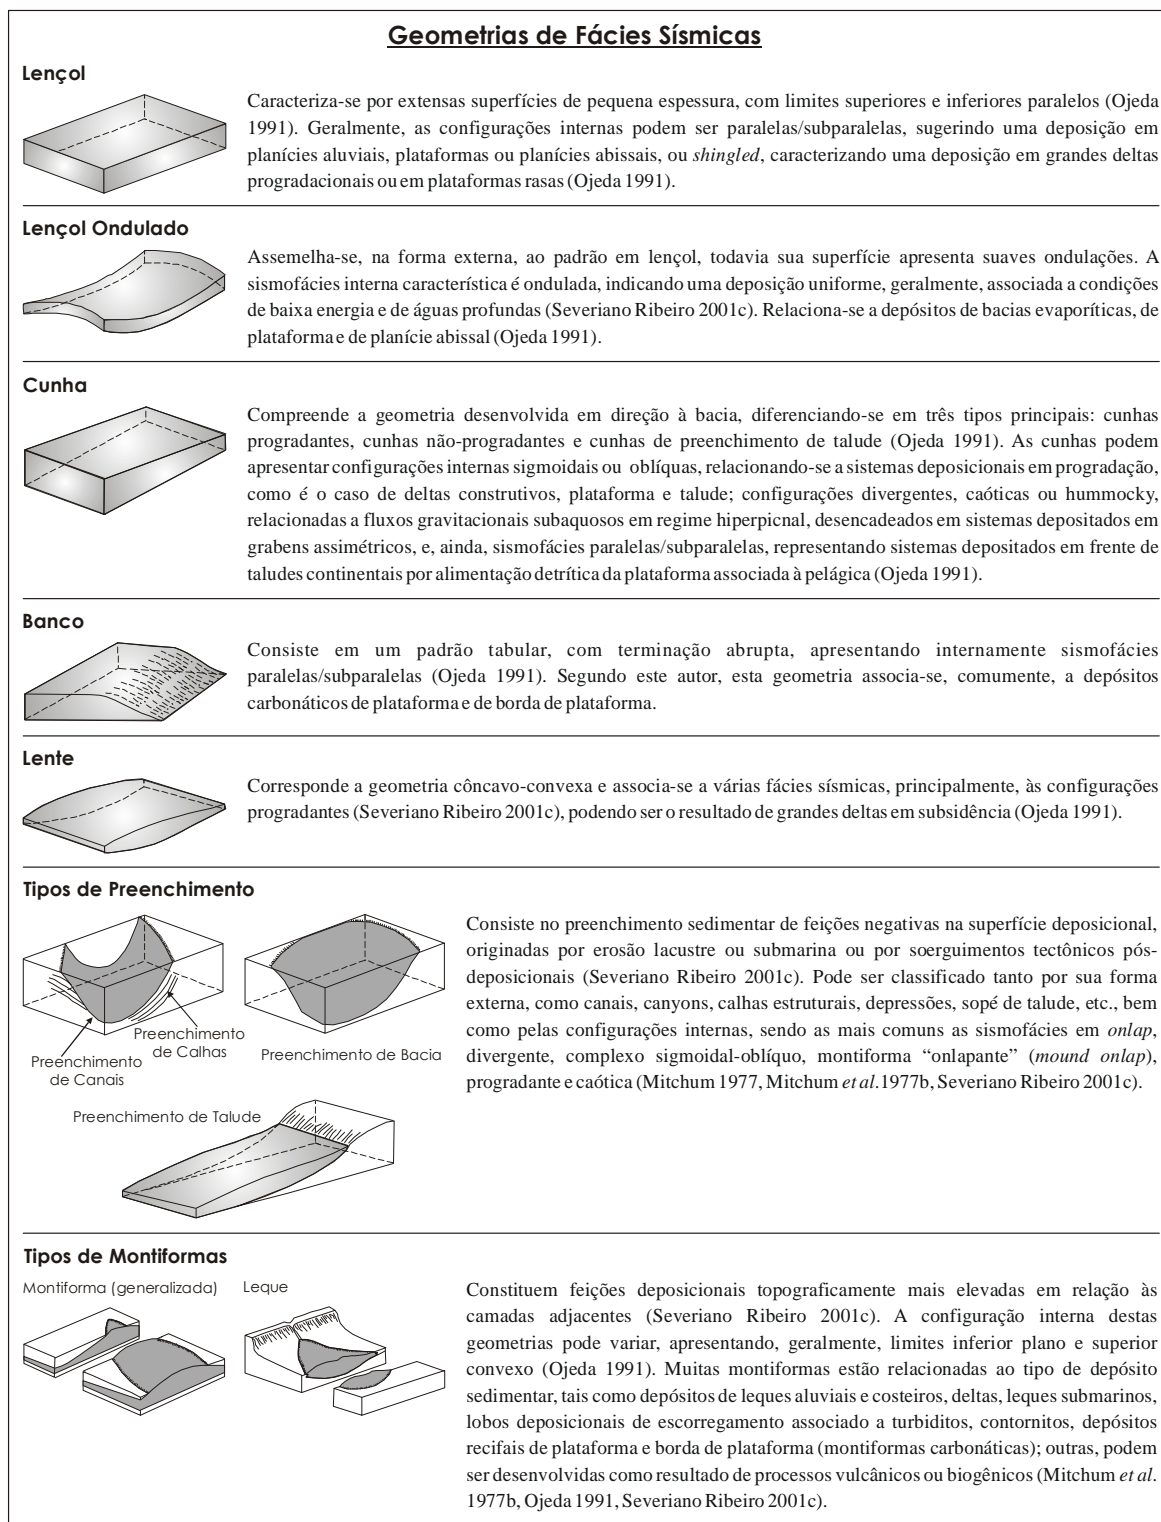 Geometrias de Fácies Sísmicas
Lençol
Caracteriza-se por extensas superfícies de pequena espessura, com limites superiores e inferiores paralelos (Ojeda
1991). Geralmente, as configurações internas podem ser paralelas/subparalelas, sugerindo uma deposição em
planícies aluviais, plataformas ou planícies abissais, ou shingled, caracterizando uma deposição em grandes deltas
progradacionais ou em plataformas rasas (Ojeda 1991).
Lençol Ondulado
Assemelha-se, na forma externa, ao padrão em lençol, todavia sua superfície apresenta suaves ondulações. A
sismofácies interna característica é ondulada, indicando uma deposição uniforme, geralmente, associada a condições
de baixa energia e de águas profundas (Severiano Ribeiro 2001c). Relaciona-se a depósitos de bacias evaporíticas, de
plataforma e de planície abissal (Ojeda 1991).
Cunha
Compreende a geometria desenvolvida em direção à bacia, diferenciando-se em três tipos principais: cunhas
progradantes, cunhas não-progradantes e cunhas de preenchimento de talude (Ojeda 1991). As cunhas podem
apresentar configurações internas sigmoidais ou oblíquas, relacionando-se a sistemas deposicionais em progradação,
como é o caso de deltas construtivos, plataforma e talude; configurações divergentes, caóticas ou hummocky,
relacionadas a fluxos gravitacionais subaquosos em regime hiperpicnal, desencadeados em sistemas depositados em
grabens assimétricos, e, ainda, sismofácies paralelas/subparalelas, representando sistemas depositados em frente de
taludes continentais por alimentação detrítica da plataforma associada à pelágica (Ojeda 1991).
Banco
Consiste em um padrão tabular, com terminação abrupta, apresentando internamente sismofácies
paralelas/subparalelas (Ojeda 1991). Segundo este autor, esta geometria associa-se, comumente, a depósitos
carbonáticos de plataforma e de borda de plataforma.
Lente
Corresponde a geometria côncavo-convexa e associa-se a várias fácies sísmicas, principalmente, às configurações
progradantes (Severiano Ribeiro 2001c), podendo ser o resultado de grandes deltas em subsidência (Ojeda 1991).
Tipos de Preenchimento
Preenchimento
de Canais
Preenchimento
de Calhas
Preenchimento de Bacia
Preenchimento de Talude
Consiste no preenchimento sedimentar de feições negativas na superfície deposicional,
originadas por erosão lacustre ou submarina ou por soerguimentos tectônicos pós-
deposicionais (Severiano Ribeiro 2001c). Pode ser classificado tanto por sua forma
externa, como canais, canyons, calhas estruturais, depressões, sopé de talude, etc., bem
como pelas configurações internas, sendo as mais comuns as sismofácies em onlap,
divergente, complexo sigmoidal-oblíquo, montiforma “onlapante” (mound onlap),
progradante e caótica (Mitchum 1977, Mitchum et al.1977b, Severiano Ribeiro 2001c).
Tipos de Montiformas
Montiforma (generalizada)
Leque
Constituem feições deposicionais topograficamente mais elevadas em relação às
camadas adjacentes (Severiano Ribeiro 2001c). A configuração interna destas
geometrias pode variar, apresentando, geralmente, limites inferior plano e superior
convexo (Ojeda 1991). Muitas montiformas estão relacionadas ao tipo de depósito
sedimentar, tais como depósitos de leques aluviais e costeiros, deltas, leques submarinos,
lobos deposicionais de escorregamento associado a turbiditos, contornitos, depósitos
recifais de plataforma e borda de plataforma (montiformas carbonáticas); outras, podem
ser desenvolvidas como resultado de processos vulcânicos ou biogênicos (Mitchum et al.
1977b, Ojeda 1991, Severiano Ribeiro 2001c).